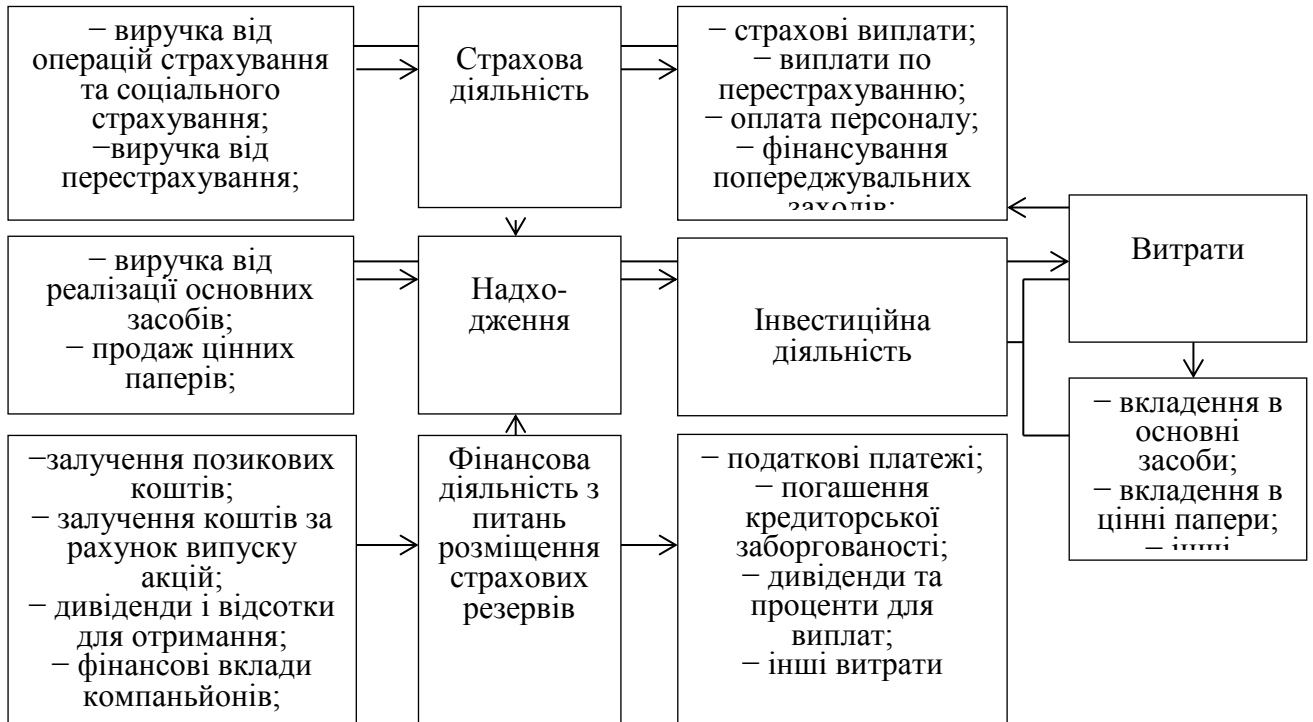 − виручка від
операцій страхування
та соціального
страхування;
−виручка від
перестрахування;
Страхова
діяльність
− страхові виплати;
− виплати по
перестрахуванню;
− оплата персоналу;
− фінансування
попереджувальних
заходів;
Витрати
− виручка від
реалізації основних
засобів;
− продаж цінних
паперів;
Надхо-
дження
Інвестиційна
діяльність
− вкладення в
основні
засоби;
− вкладення в
цінні папери;
− інші
−залучення позикових
коштів;
− залучення коштів за
рахунок випуску
акцій;
− дивіденди і відсотки
для отримання;
− фінансові вклади
компаньйонів;
Фінансова
діяльність з
питань
розміщення
страхових
резервів
− податкові платежі;
− погашення
кредиторської
заборгованості;
− дивіденди та
проценти для
виплат;
− інші витрати